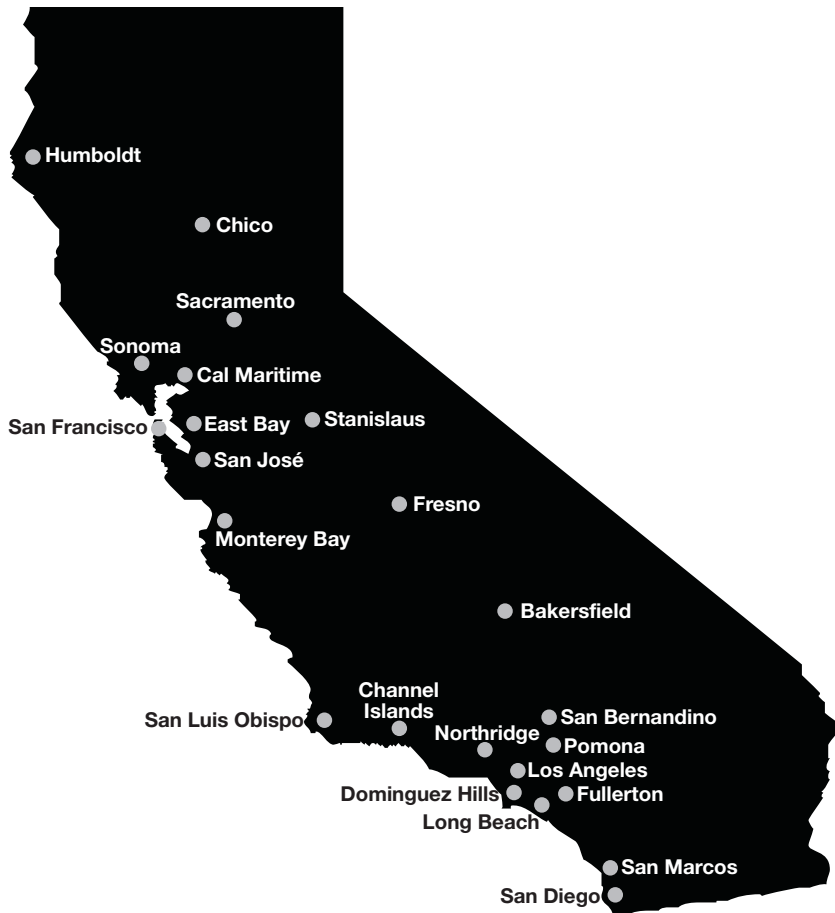 Humboldt
Chico
Sacramento
Sonoma
Cal Maritime
San Francisco
East Bay
Stanislaus
San José
Fresno
Monterey Bay
Bakersfield
Channel
Islands
San Luis Obispo
San Bernandino
Northridge
Pomona
Los Angeles
Dominguez Hills
Fullerton
Long Beach
San Marcos
San Diego